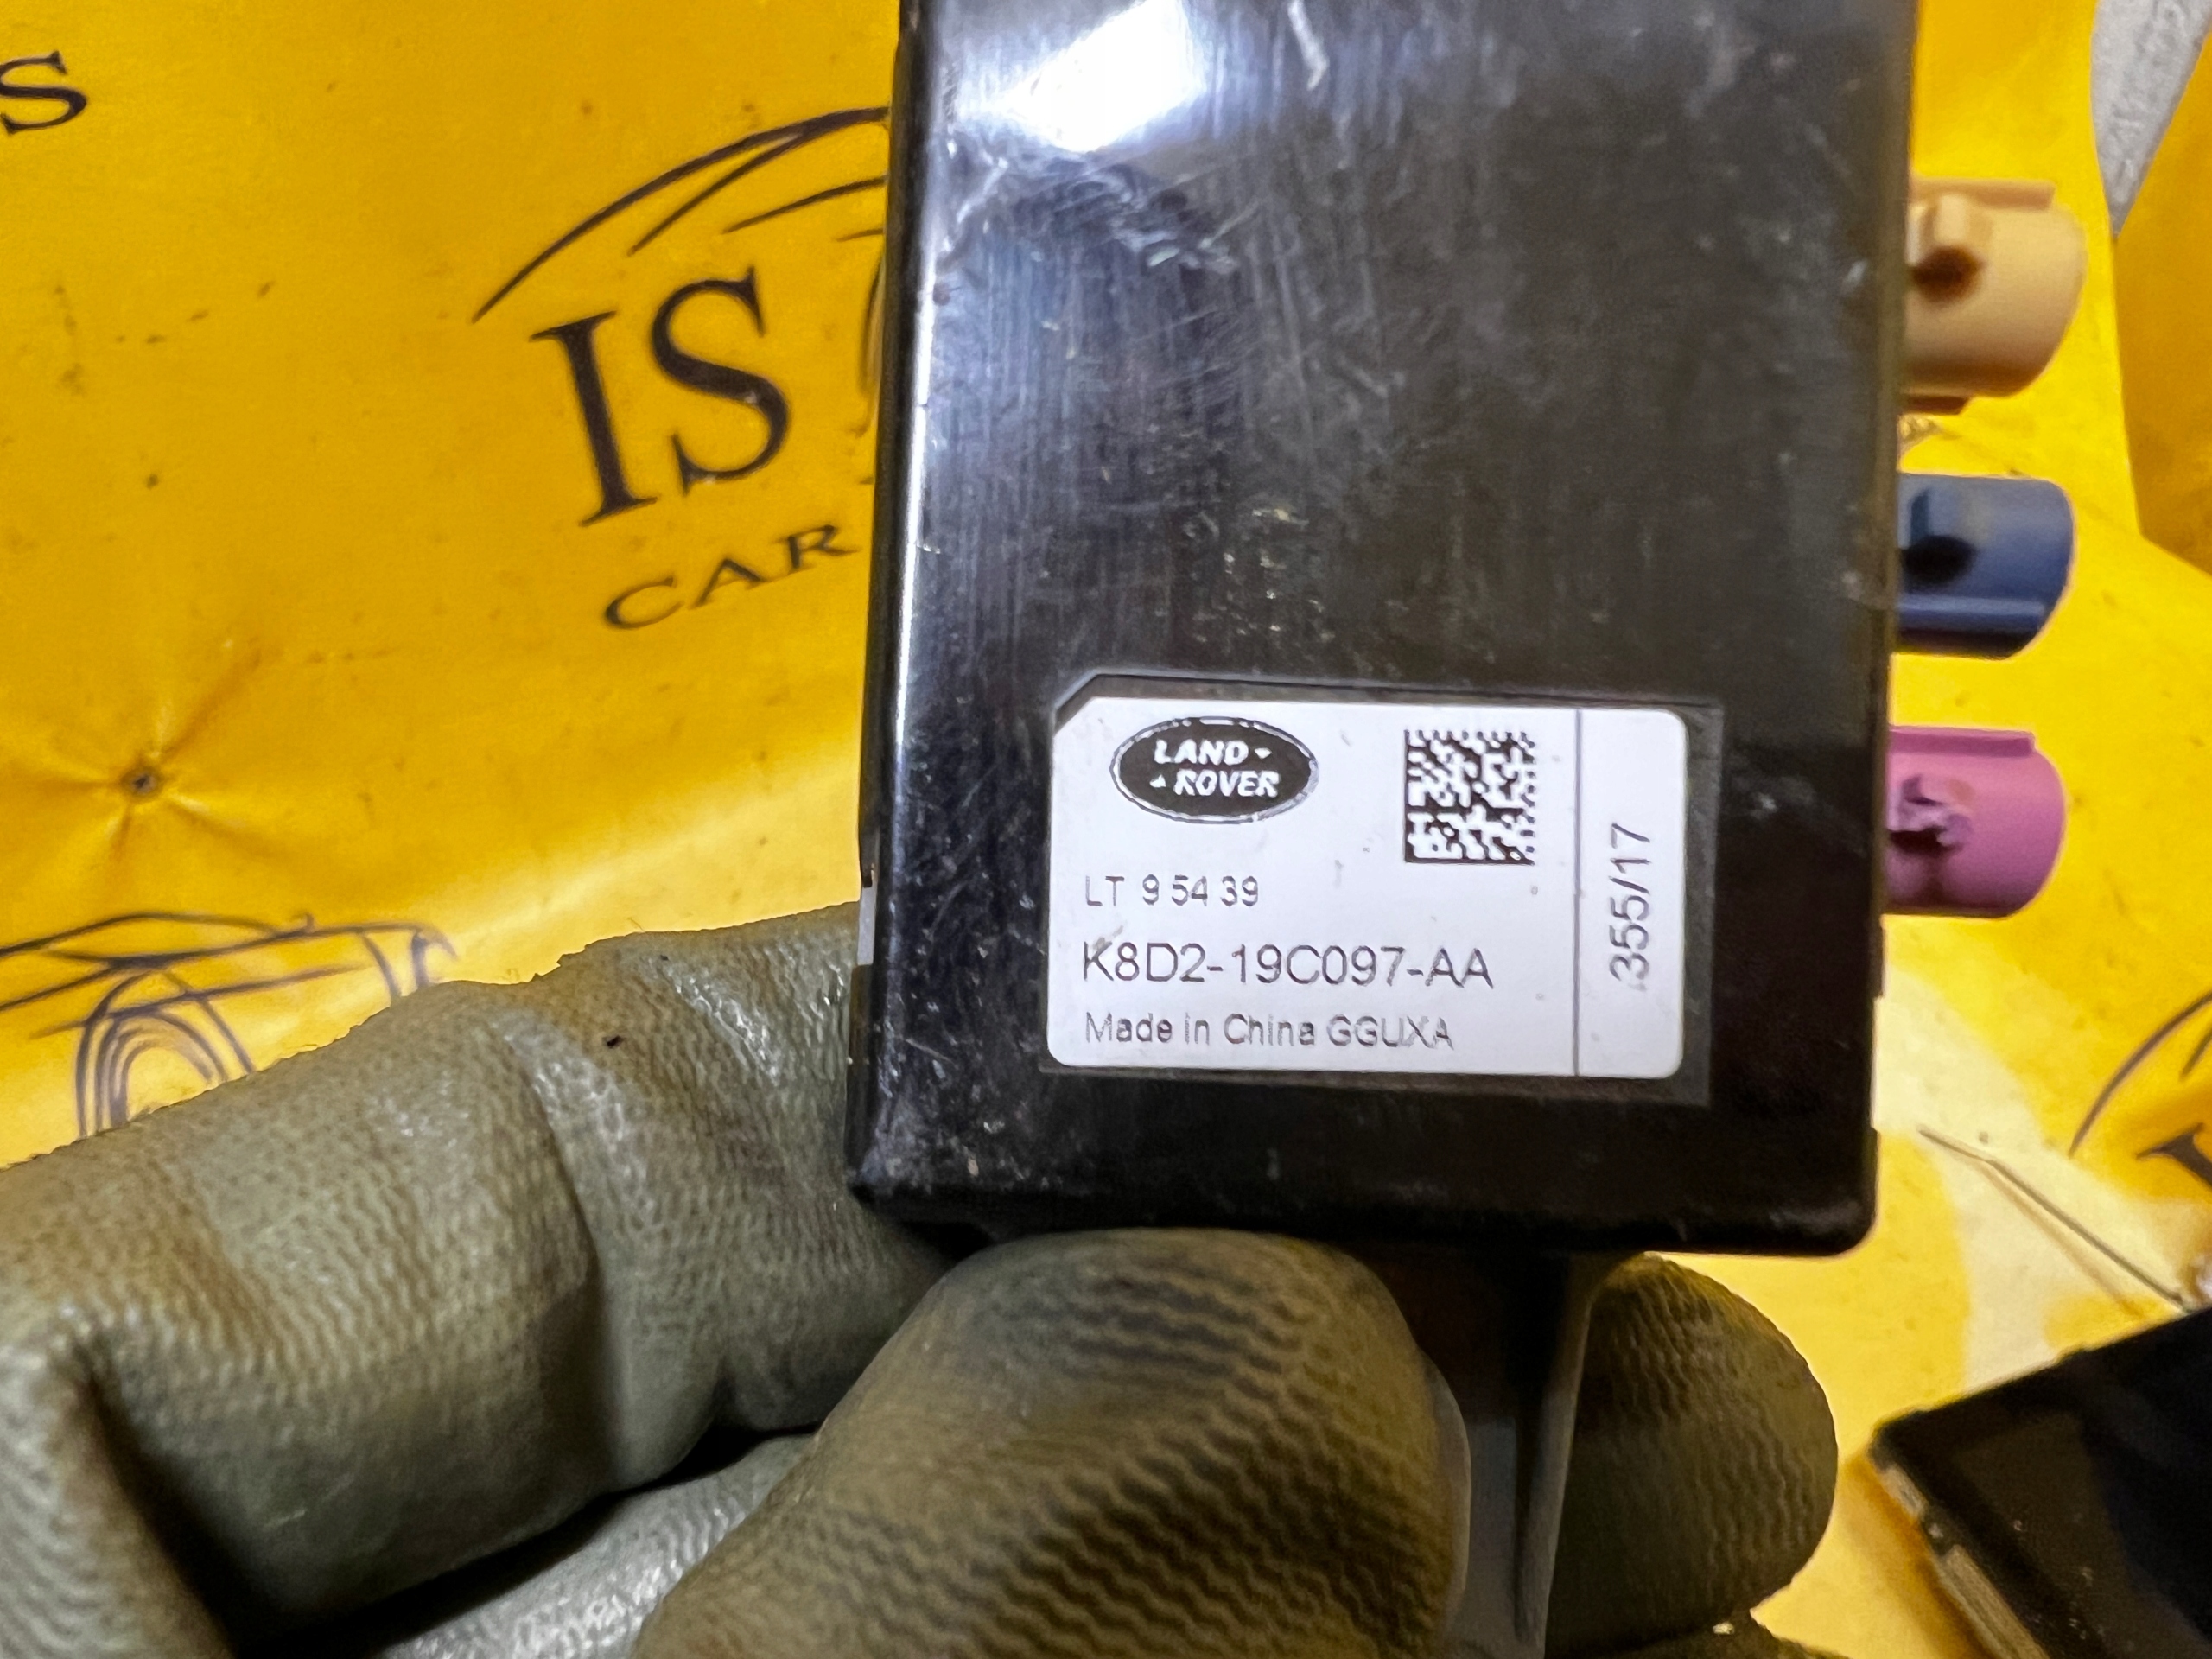 S
IS
CAR
LAND
ROVER
LT 9 54 39
K8D2-19C097-AA
Made in China GGUXA
355/17